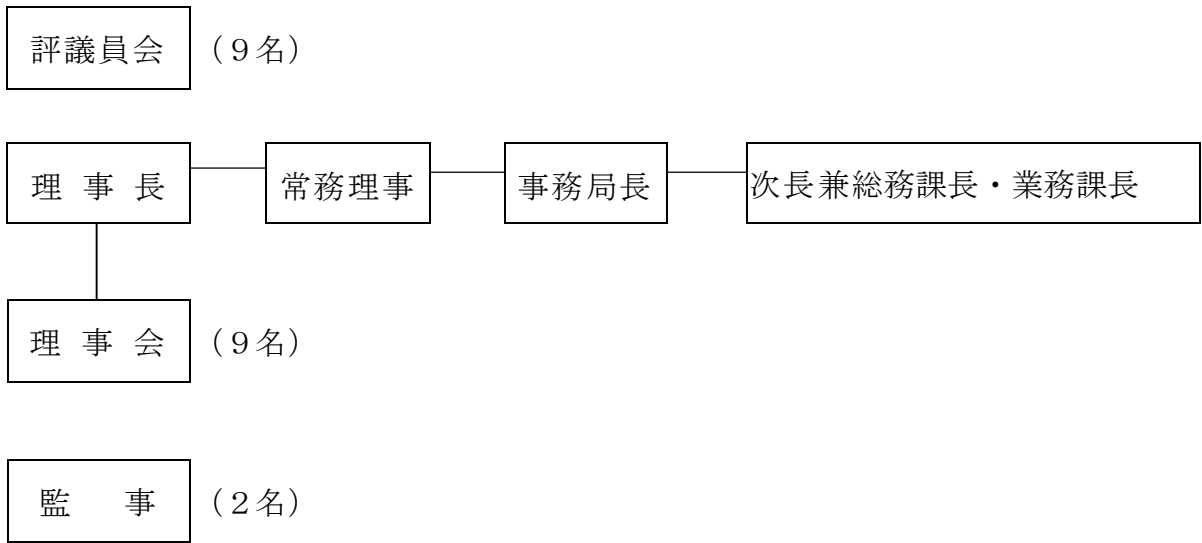 評議員会 (9名)
理事長 常務理事 事務局長 次長兼総務課長・業務課長
理事会 (9名)
監事 (2名)